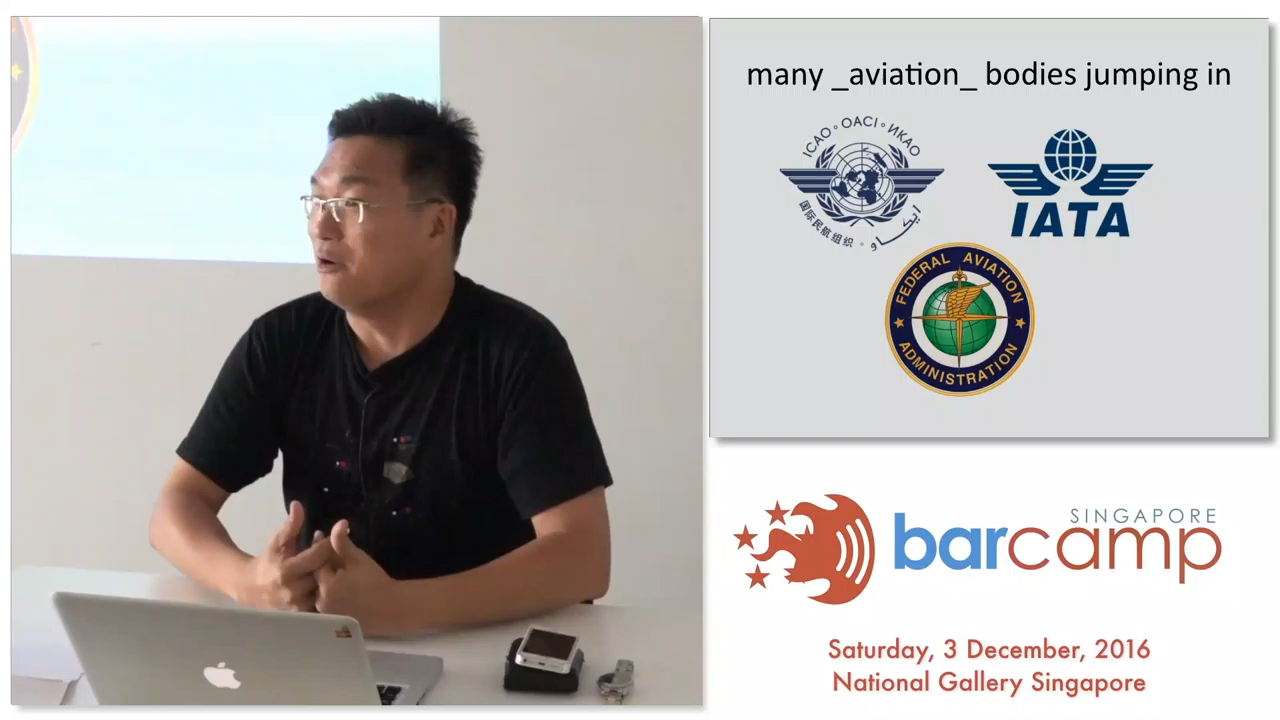 many _aviation_ bodies jumping in
ICAO · OACI · ИКАО
国际民航组织 · ايكاو
IATA
FEDERAL AVIATION
ADMINISTRATION
SINGAPORE
barcamp
Saturday, 3 December, 2016
National Gallery Singapore